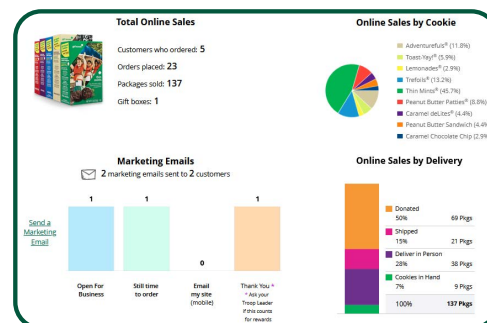 Total Online Sales
Customers who ordered: 5
Orders placed: 23
Packages sold: 137
Gift boxes: 1
Online Sales by Cookie
Adventurefuls® (11.8%)
Toast-Yay!® (5.9%)
Lemonades® (2.9%)
Trefoils® (13.2%)
Thin Mints® (45.7%)
Peanut Butter Patties® (8.8%)
Caramel deLites® (4.4%)
Peanut Butter Sandwich (4.4%
Caramel Chocolate Chip (2.9%
Marketing Emails
2 marketing emails sent to 2 customers
Send a
Marketing
Email
1
1
0
1
Open For
Business
Still time
to order
Email
my site
(mobile)
Thank You *
* Ask your
Troop Leader
if this counts
for rewards
Online Sales by Delivery
Donated
50% 69 Pkgs
Shipped
15% 21 Pkgs
Deliver in Person
28% 38 Pkgs
Cookies in Hand
7% 9 Pkgs
100% 137 Pkgs